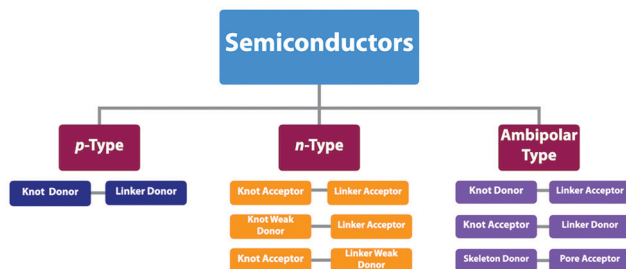 Semiconductors
p-Type
n-Type
Ambipolar
Type
Knot Donor
Linker Donor
Knot Acceptor
Linker Acceptor
Knot Donor
Linker Acceptor
Knot Weak
Donor
Linker Acceptor
Knot Acceptor
Linker Donor
Knot Acceptor
Linker Weak
Donor
Skeleton Donor
Pore Acceptor